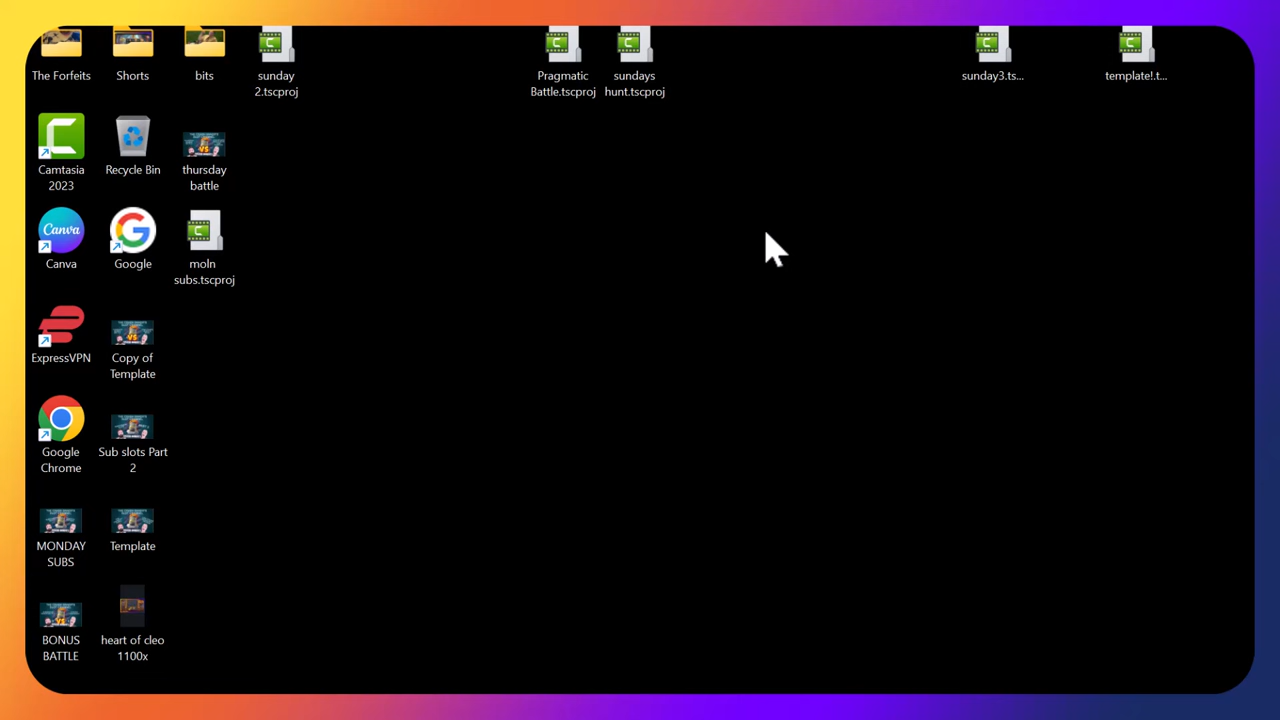 The Forfeits
Shorts
bits
sunday
2.tscproj
Pragmatic
Battle.tscproj
sundays
hunt.tscproj
sunday3.ts...
template!.t...
Camtasia
2023
Recycle Bin
thursday
battle
Canva
Canva
Google
moln
subs.tscproj
ExpressVPN
Copy of
Template
Google
Chrome
Sub slots Part
2
MONDAY
SUBS
Template
BONUS
BATTLE
heart of cleo
1100x